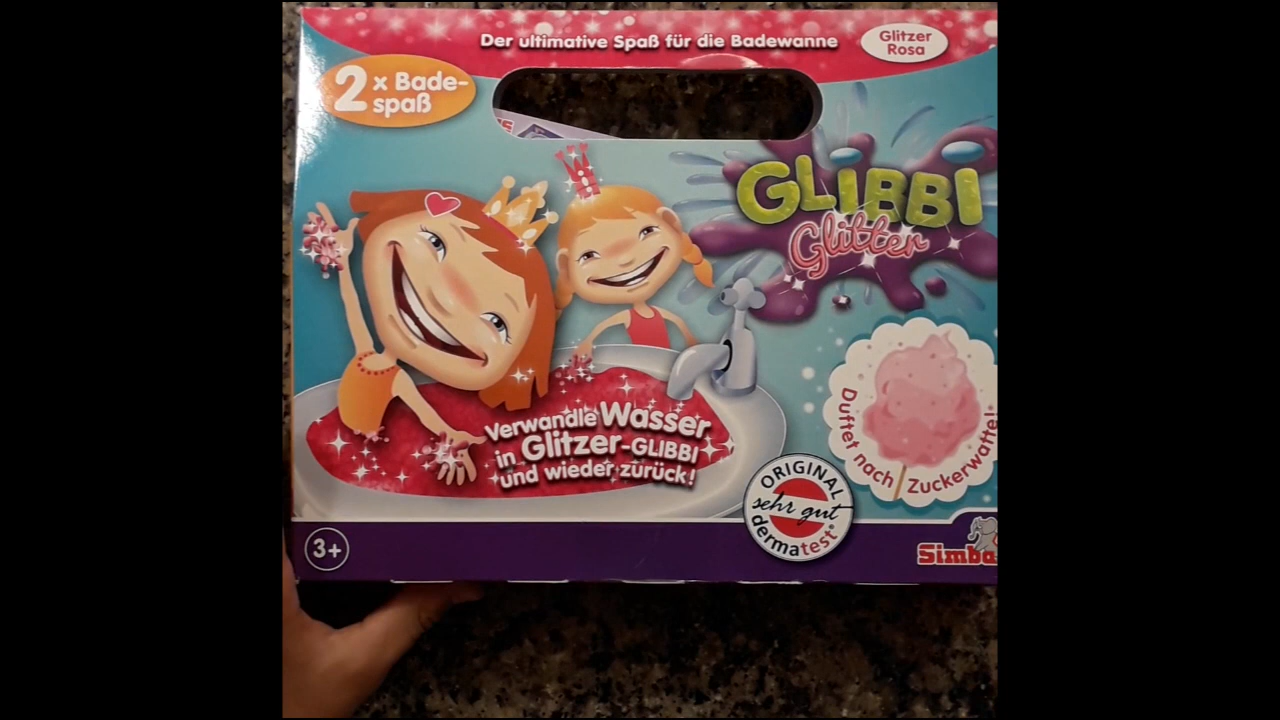 Der ultimative Spaß für die Badewanne
Glitzer
Rosa
2 x Bade-
spaß
GLIBBI
Glitter
Verwandle Wasser
in Glitzer-GLIBBI
und wieder zurück!
Duftet nach Zuckerwatte!
ORIGINAL
sehr gut
dermatest
3+
Simba